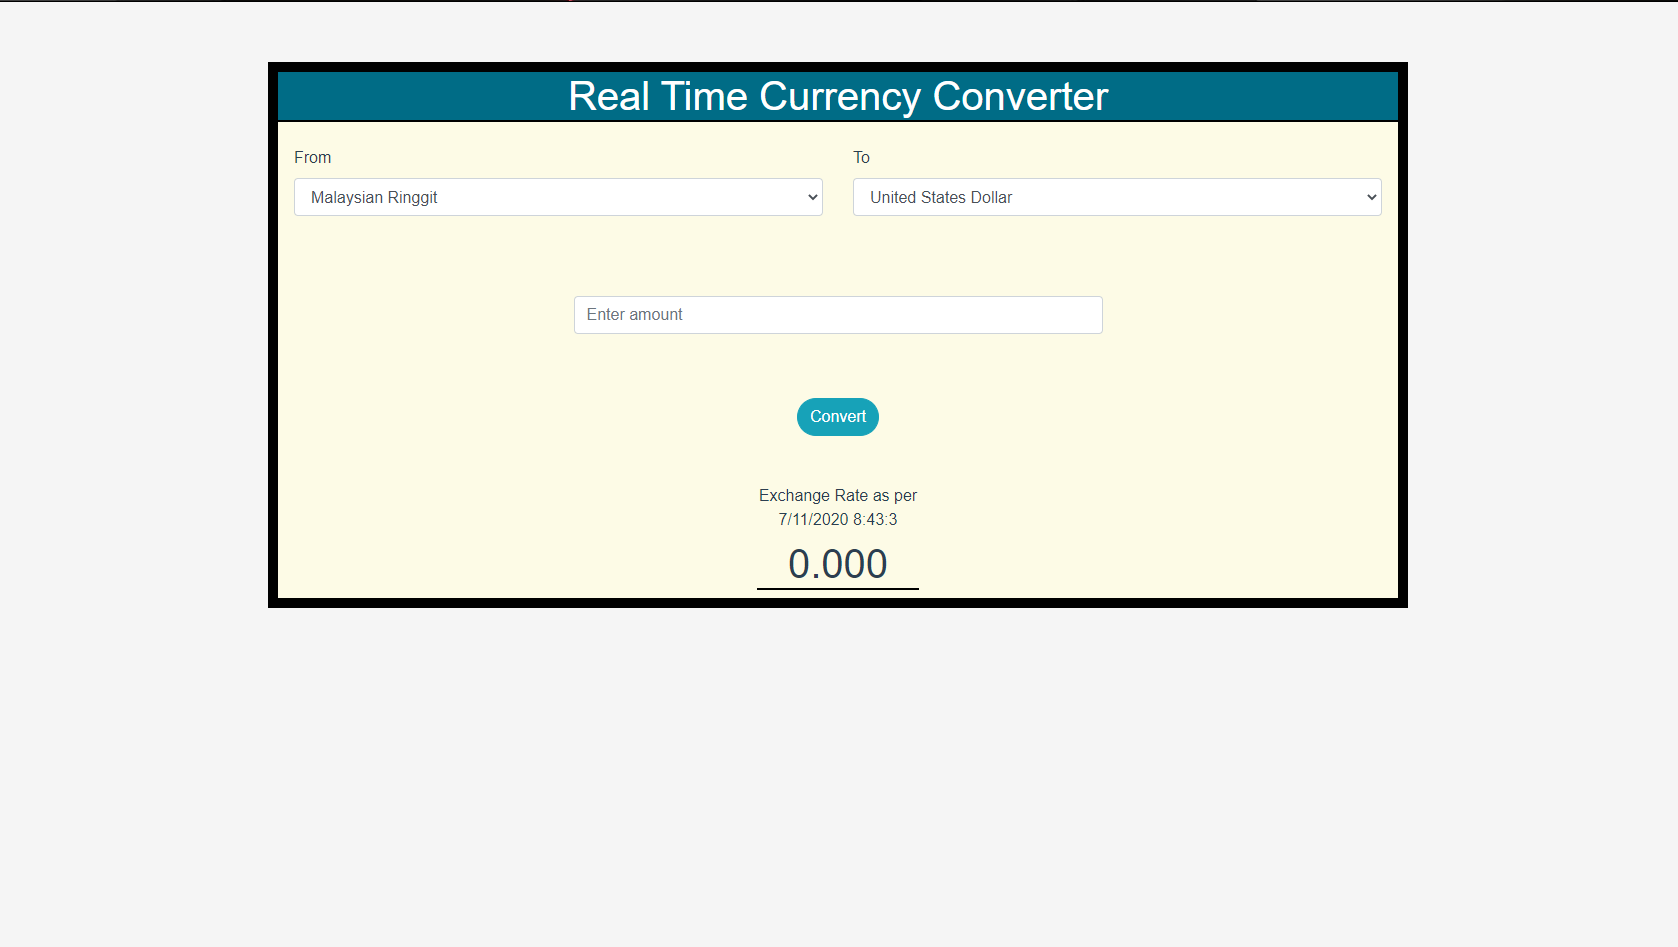 Real Time Currency Converter
From
To
Malaysian Ringgit
United States Dollar
Enter amount
Convert
Exchange Rate as per
7/11/2020 8:43:3
0.000